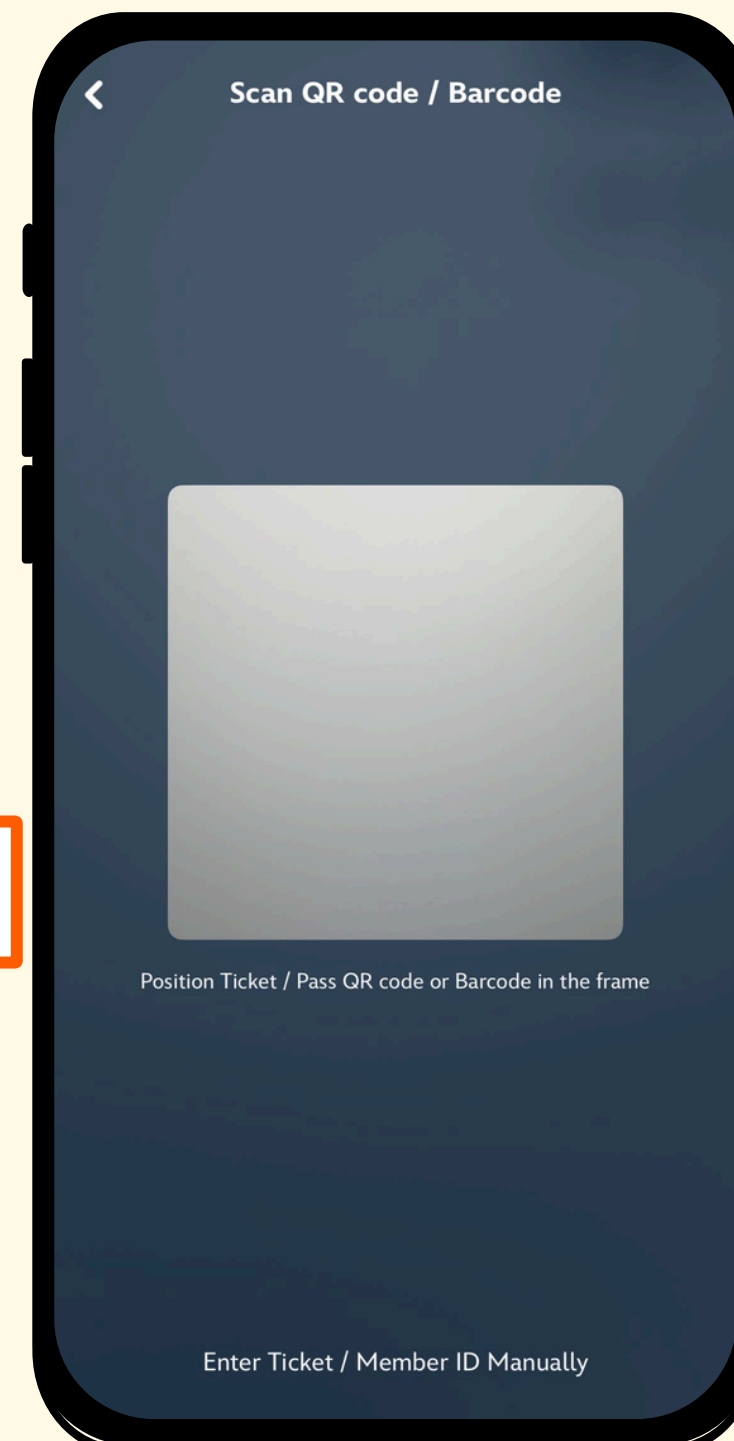 Scan QR code / Barcode
Position Ticket / Pass QR code or Barcode in the frame
Enter Ticket / Member ID Manually